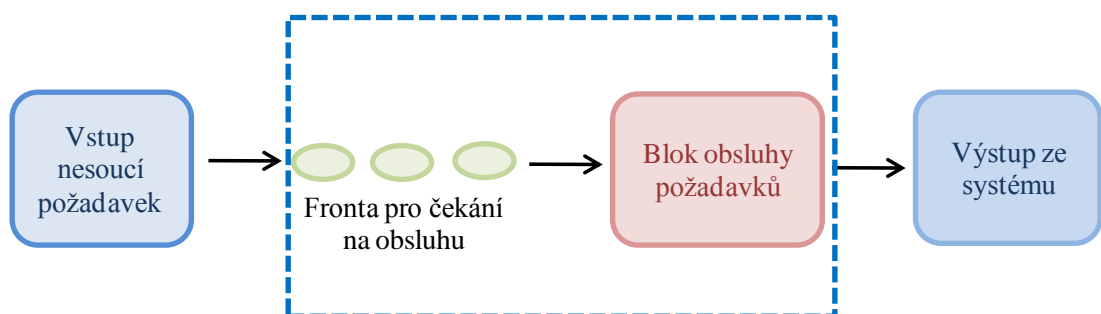 Vstup
nesoucí
požadavek
Fronta pro čekání
na obsluhu
Blok obsluhy
požadavků
Výstup ze
systému